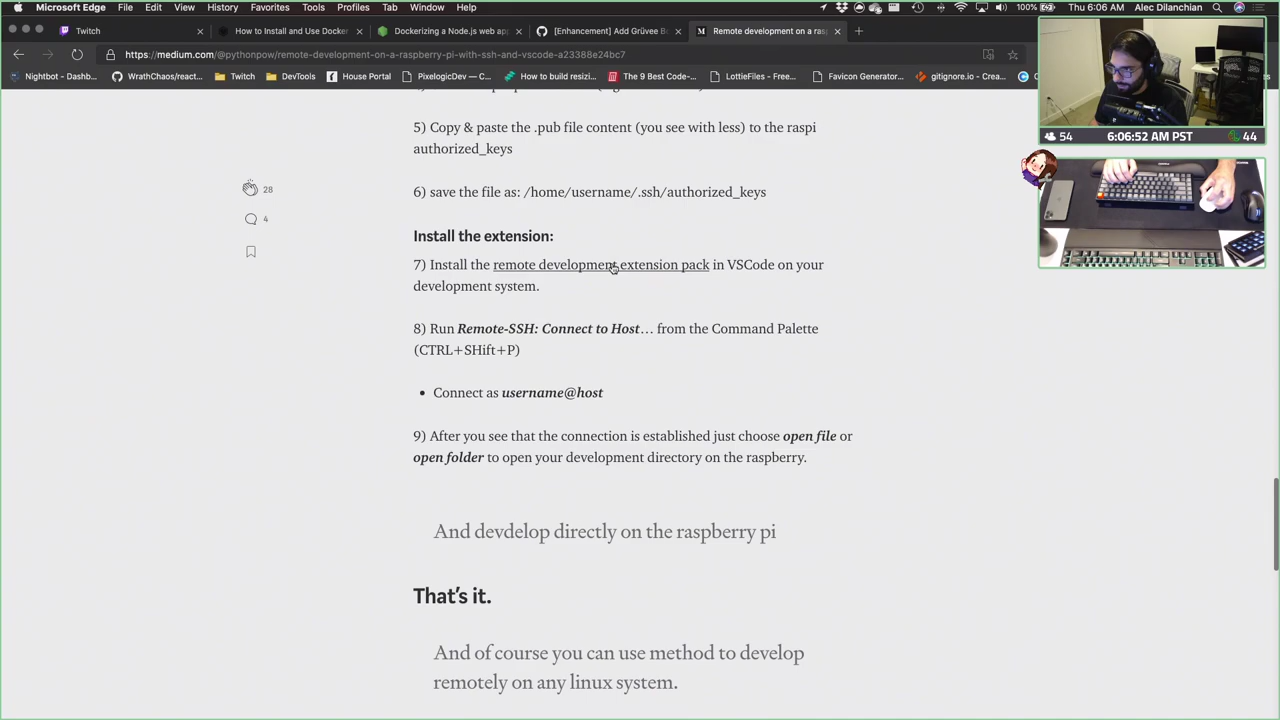 Microsoft Edge File Edit View History Favorites Tools Profiles Tab Window Help
100% Thu 6:06 AM Alec Dilanchian
Twitch
How to Install and Use Docker
Dockerizing a Node.js web app
[Enhancement] Add Grüvee Bo
Remote development on a rasp
https://medium.com/@pythonpow/remote-development-on-a-raspberry-pi-with-ssh-and-vscode-a23388e24bc7
Nightbot - Dashb...
WrathChaos/react...
Twitch
DevTools
House Portal
PixelogicDev — C...
How to build resizi...
The 9 Best Code-...
LottieFiles - Free...
Favicon Generator...
gitignore.io - Crea...
54 6:06:52 AM PST 44
5) Copy & paste the .pub file content (you see with less) to the raspi
authorized_keys
28
6) save the file as: /home/username/.ssh/authorized_keys
4
Install the extension:
7) Install the remote development extension pack in VSCode on your
development system.
8) Run Remote-SSH: Connect to Host… from the Command Palette
(CTRL+SHift+P)
• Connect as username@host
9) After you see that the connection is established just choose open file or
open folder to open your development directory on the raspberry.
And devdelop directly on the raspberry pi
That's it.
And of course you can use method to develop
remotely on any linux system.